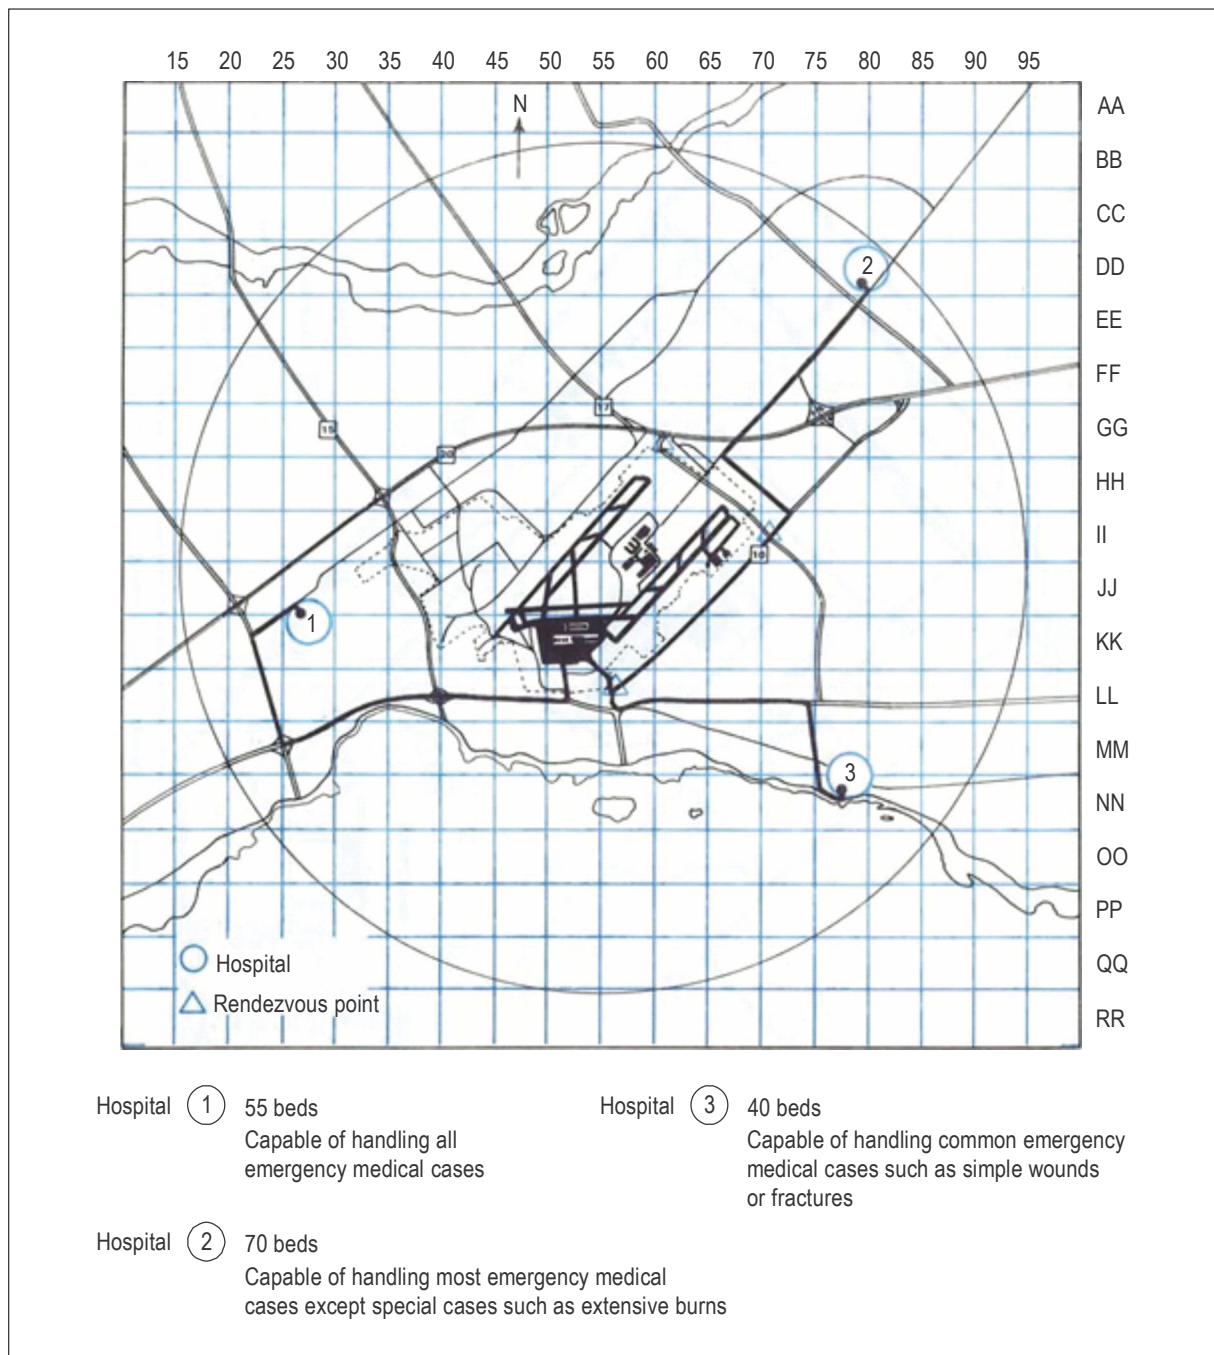 15 20 25 30 35 40 45 50 55 60 65 70 75 80 85 90 95
N
AA
BB
CC
2
DD
EE
FF
17
GG
15
20
HH
II
10
JJ
1
KK
LL
MM
3
NN
OO
PP
Hospital
QQ
Rendezvous point
RR
Hospital 1 55 beds
Capable of handling all
emergency medical cases
Hospital 3 40 beds
Capable of handling common emergency
medical cases such as simple wounds
or fractures
Hospital 2 70 beds
Capable of handling most emergency medical
cases except special cases such as extensive burns